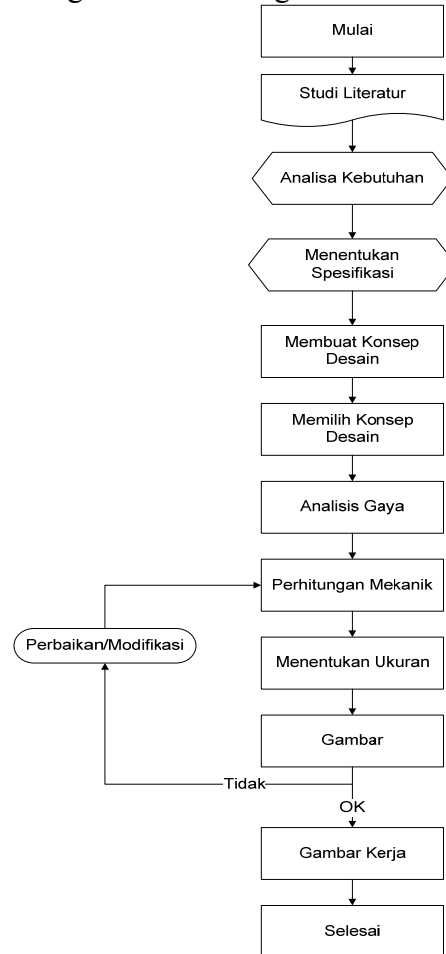 Mulai
Studi Literatur
Analisa Kebutuhan
Menentukan
Spesifikasi
Membuat Konsep
Desain
Memilih Konsep
Desain
Analisis Gaya
Perhitungan Mekanik
Perbaikan/Modifikasi
Menentukan Ukuran
Gambar
Tidak
OK
Gambar Kerja
Selesai